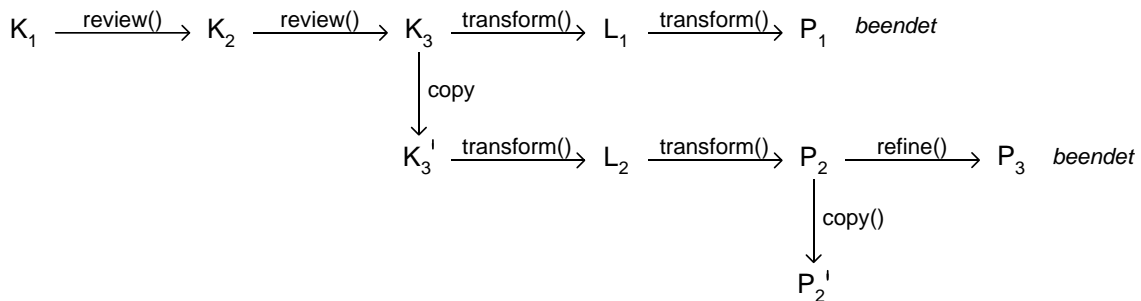 K₁ review() K₂ review() K₃ transform() L₁ transform() P₁ beendet
copy
K₃' transform() L₂ transform() P₂ refine() P₃ beendet
copy()
P₂'